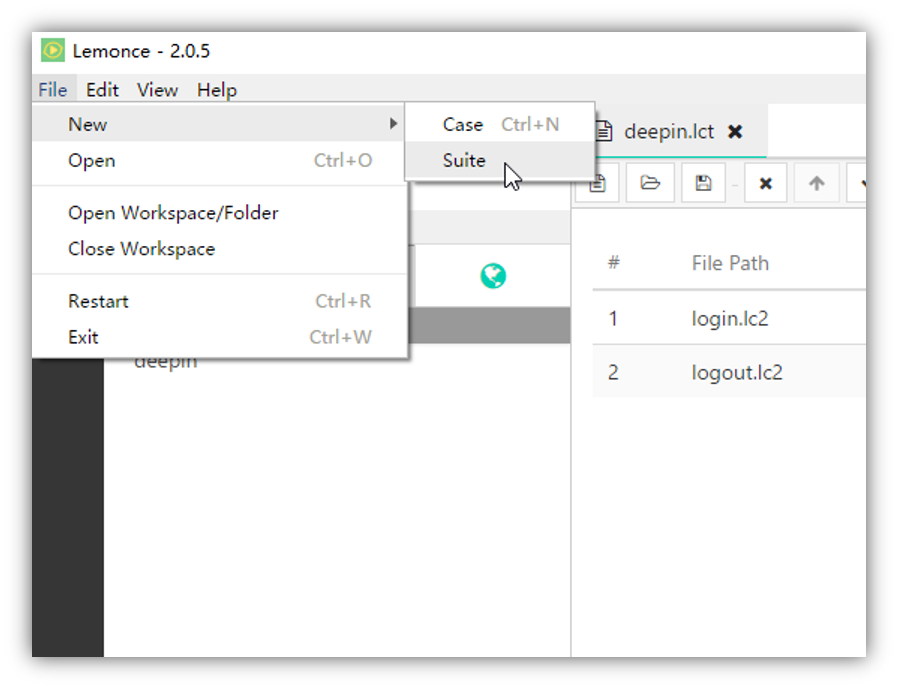 Lemonce - 2.0.5
File Edit View Help
New
Case Ctrl+N
deepin.lct
Open Ctrl+O
Suite
Open Workspace/Folder
Close Workspace
# File Path
Restart Ctrl+R
1 login.lc2
Exit Ctrl+W
deepin
2 logout.lc2